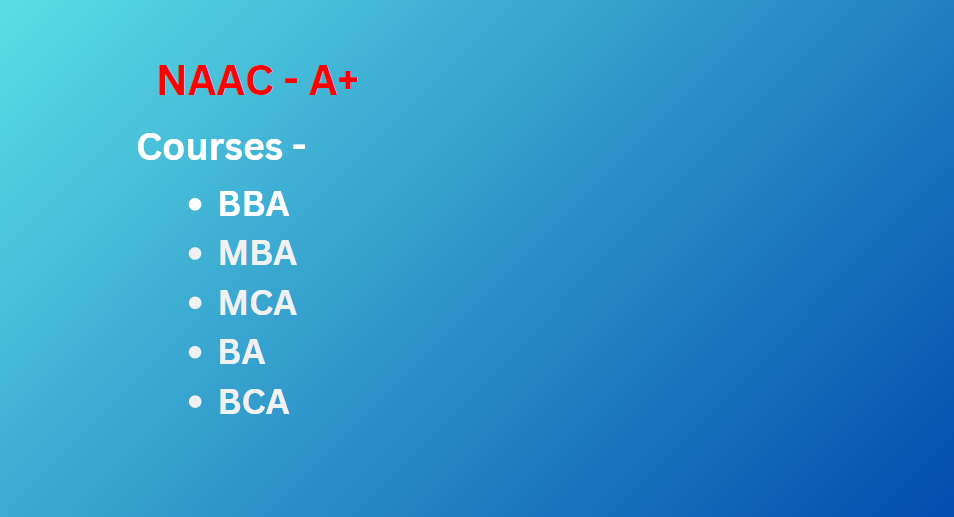 NAAC - A+
Courses -
• BBA
• MBA
• MCA
• BA
• BCA